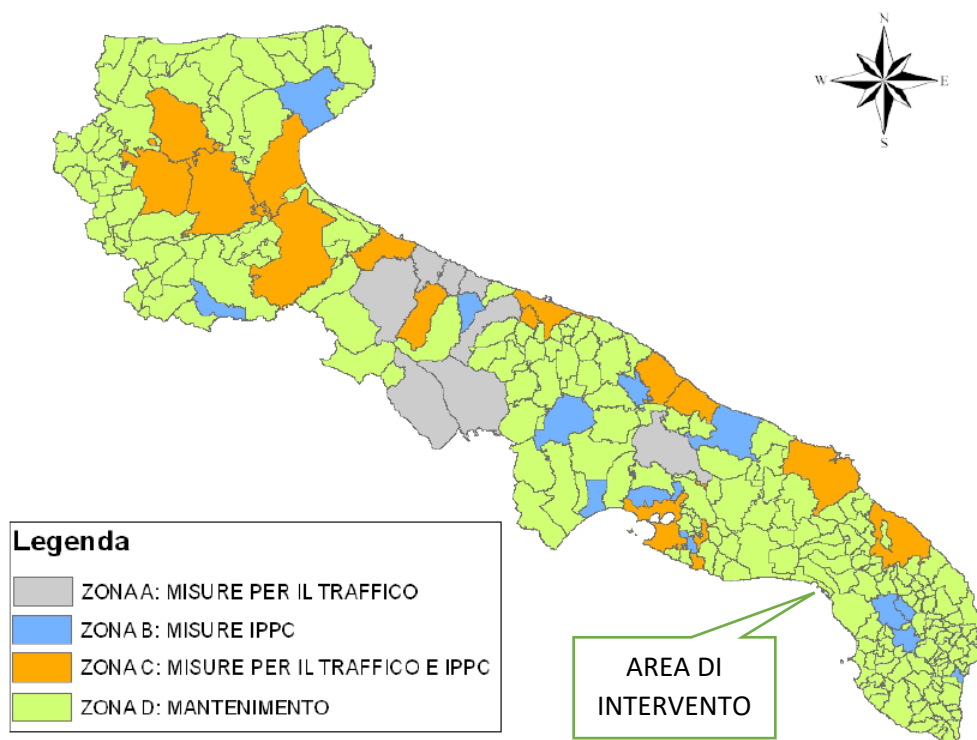 N
W E
S
Legenda
ZONA A: MISURE PER IL TRAFFICO
ZONA B: MISURE IPPC
ZONA C: MISURE PER IL TRAFFICO E IPPC
ZONA D: MANTENIMENTO
AREA DI
INTERVENTO